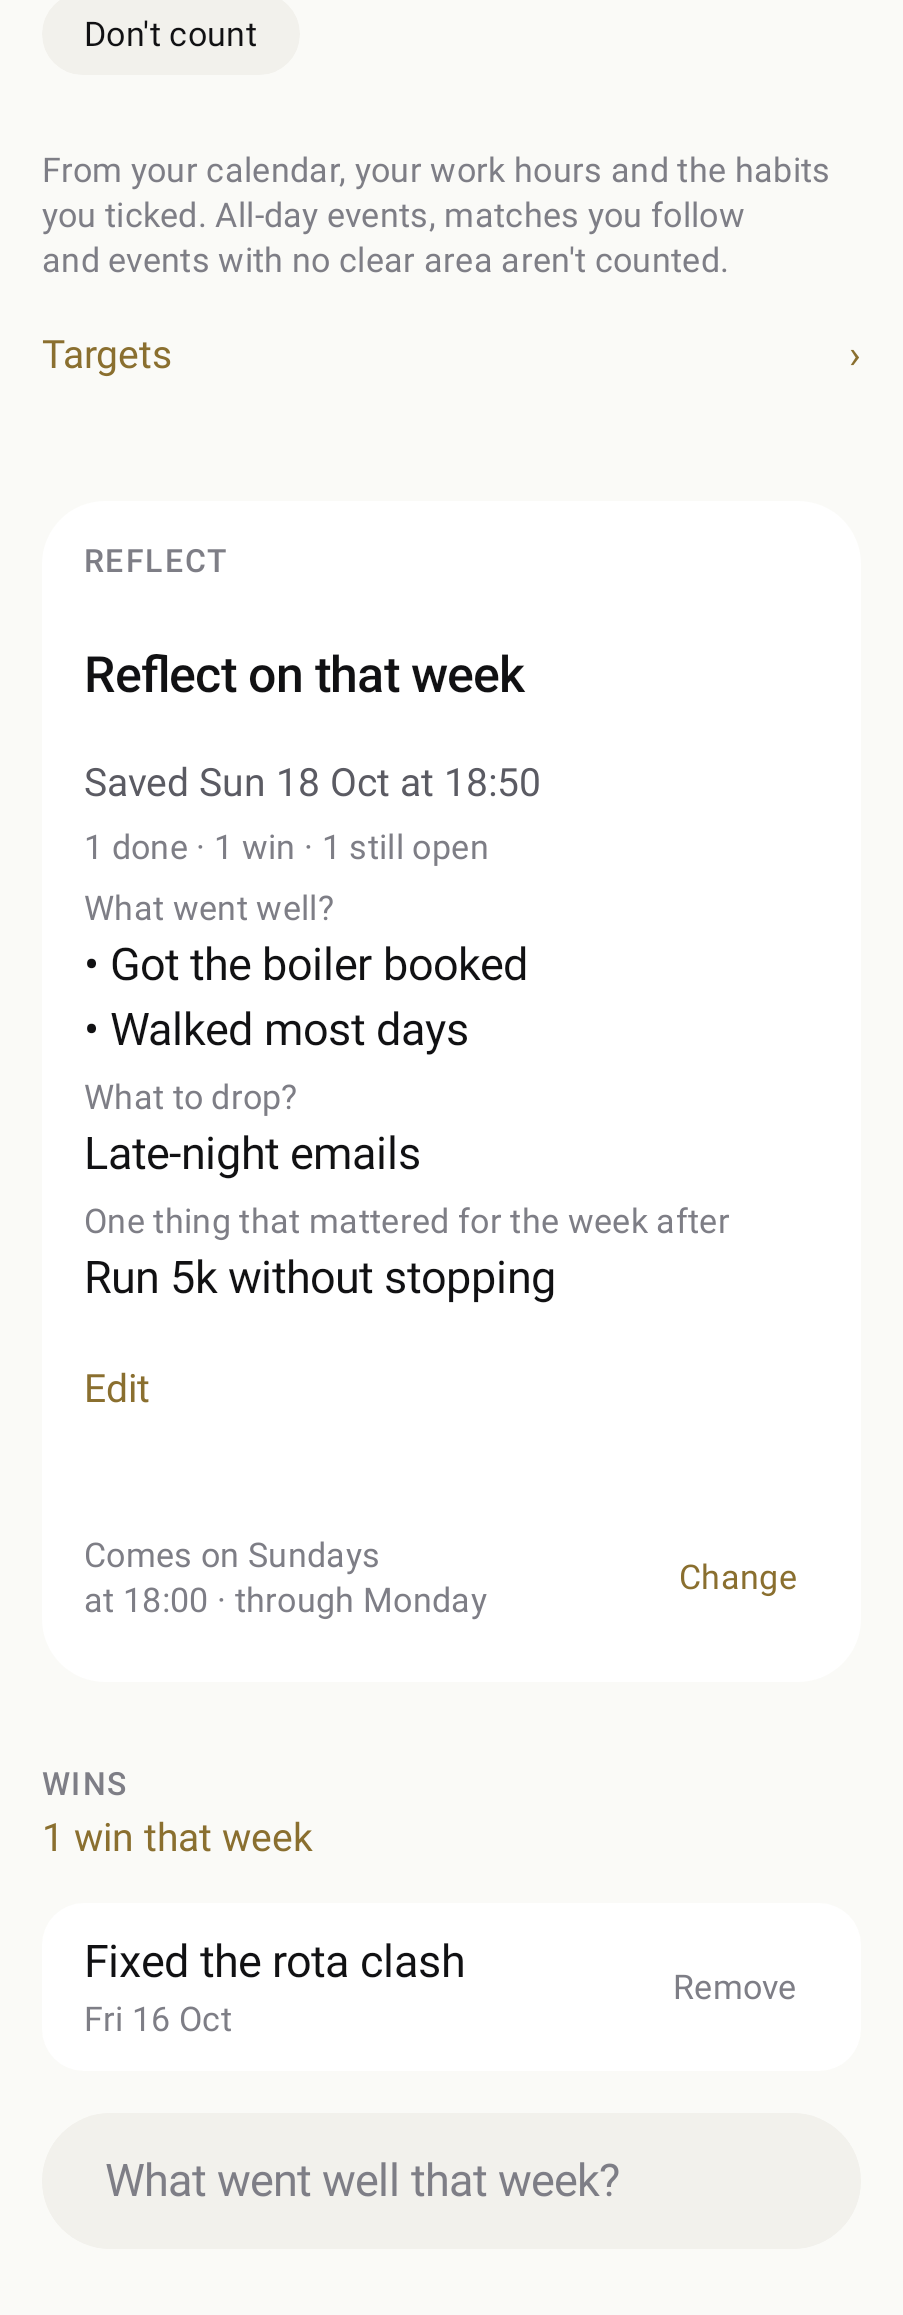 Don't count
From your calendar, your work hours and the habits
you ticked. All-day events, matches you follow
and events with no clear area aren't counted.
Targets ›
REFLECT
Reflect on that week
Saved Sun 18 Oct at 18:50
1 done · 1 win · 1 still open
What went well?
• Got the boiler booked
• Walked most days
What to drop?
Late-night emails
One thing that mattered for the week after
Run 5k without stopping
Edit
Comes on Sundays
at 18:00 · through Monday
Change
WINS
1 win that week
Fixed the rota clash
Fri 16 Oct
Remove
What went well that week?